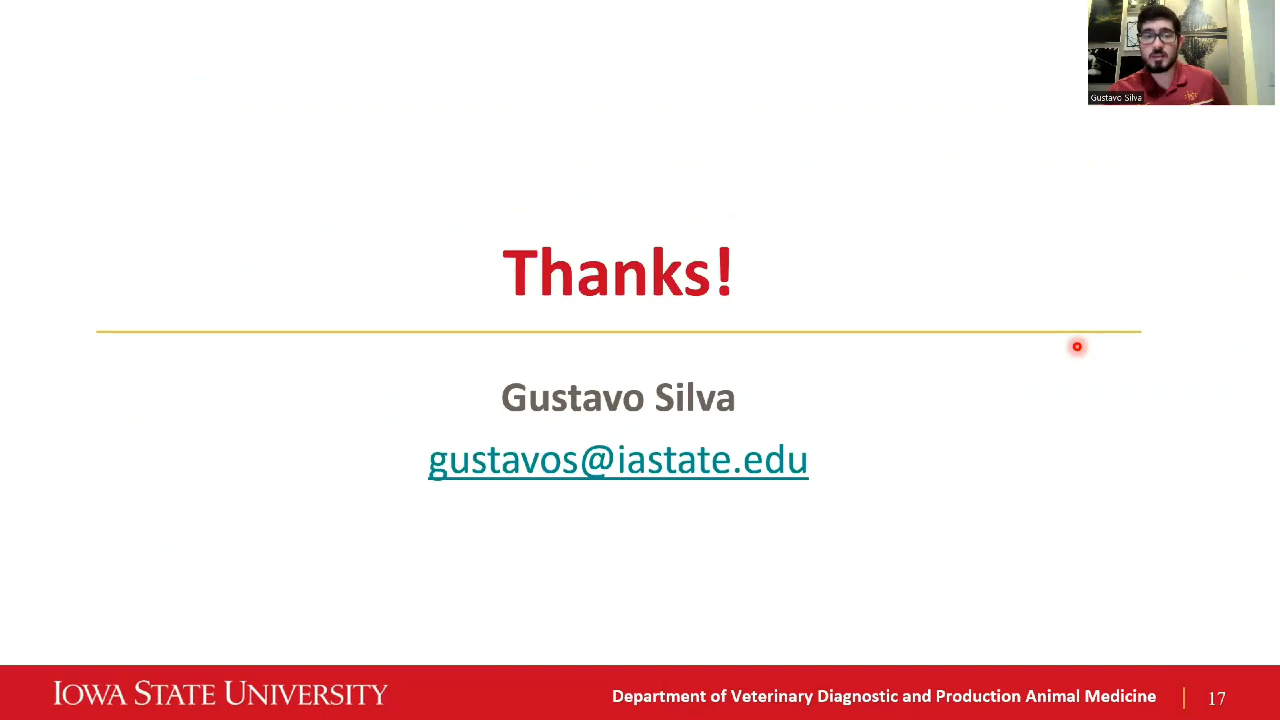 Gustavo Silva
Thanks!
Gustavo Silva
gustavos@iastate.edu
IOWA STATE UNIVERSITY
Department of Veterinary Diagnostic and Production Animal Medicine
17